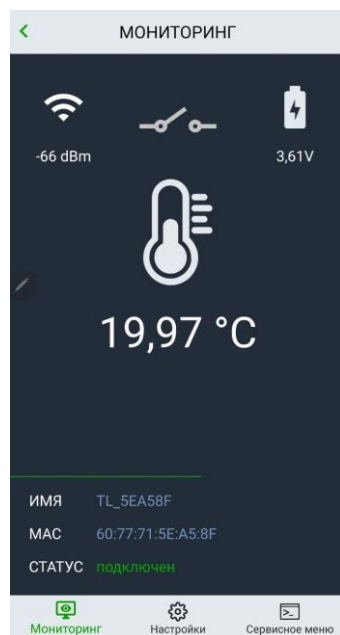 МОНИТОРИНГ
-66 dBm
3,61V
19,97 °C
ИМЯ TL_5EA58F
MAC 60:77:71:5E:A5:8F
СТАТУС подключен
Мониторинг Настройки Сервисное меню